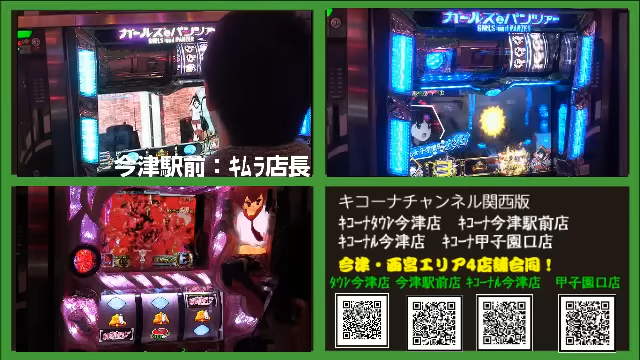 ガールズ&パンツァー
GIRLS und PANZER
ガールズ&パンツァー
GIRLS und PANZER
今津駅前：ｷﾑﾗ店長
キコーナチャンネル関西版
ｷｺｰﾅﾀｳﾝ今津店　ｷｺｰﾅ今津駅前店
ｷｺｰﾅﾙ今津店　ｷｺｰﾅ甲子園口店
今津・西宮エリア4店舗合同！
ﾀｳﾝ今津店 今津駅前店 ｷｺｰﾅﾙ今津店　甲子園口店